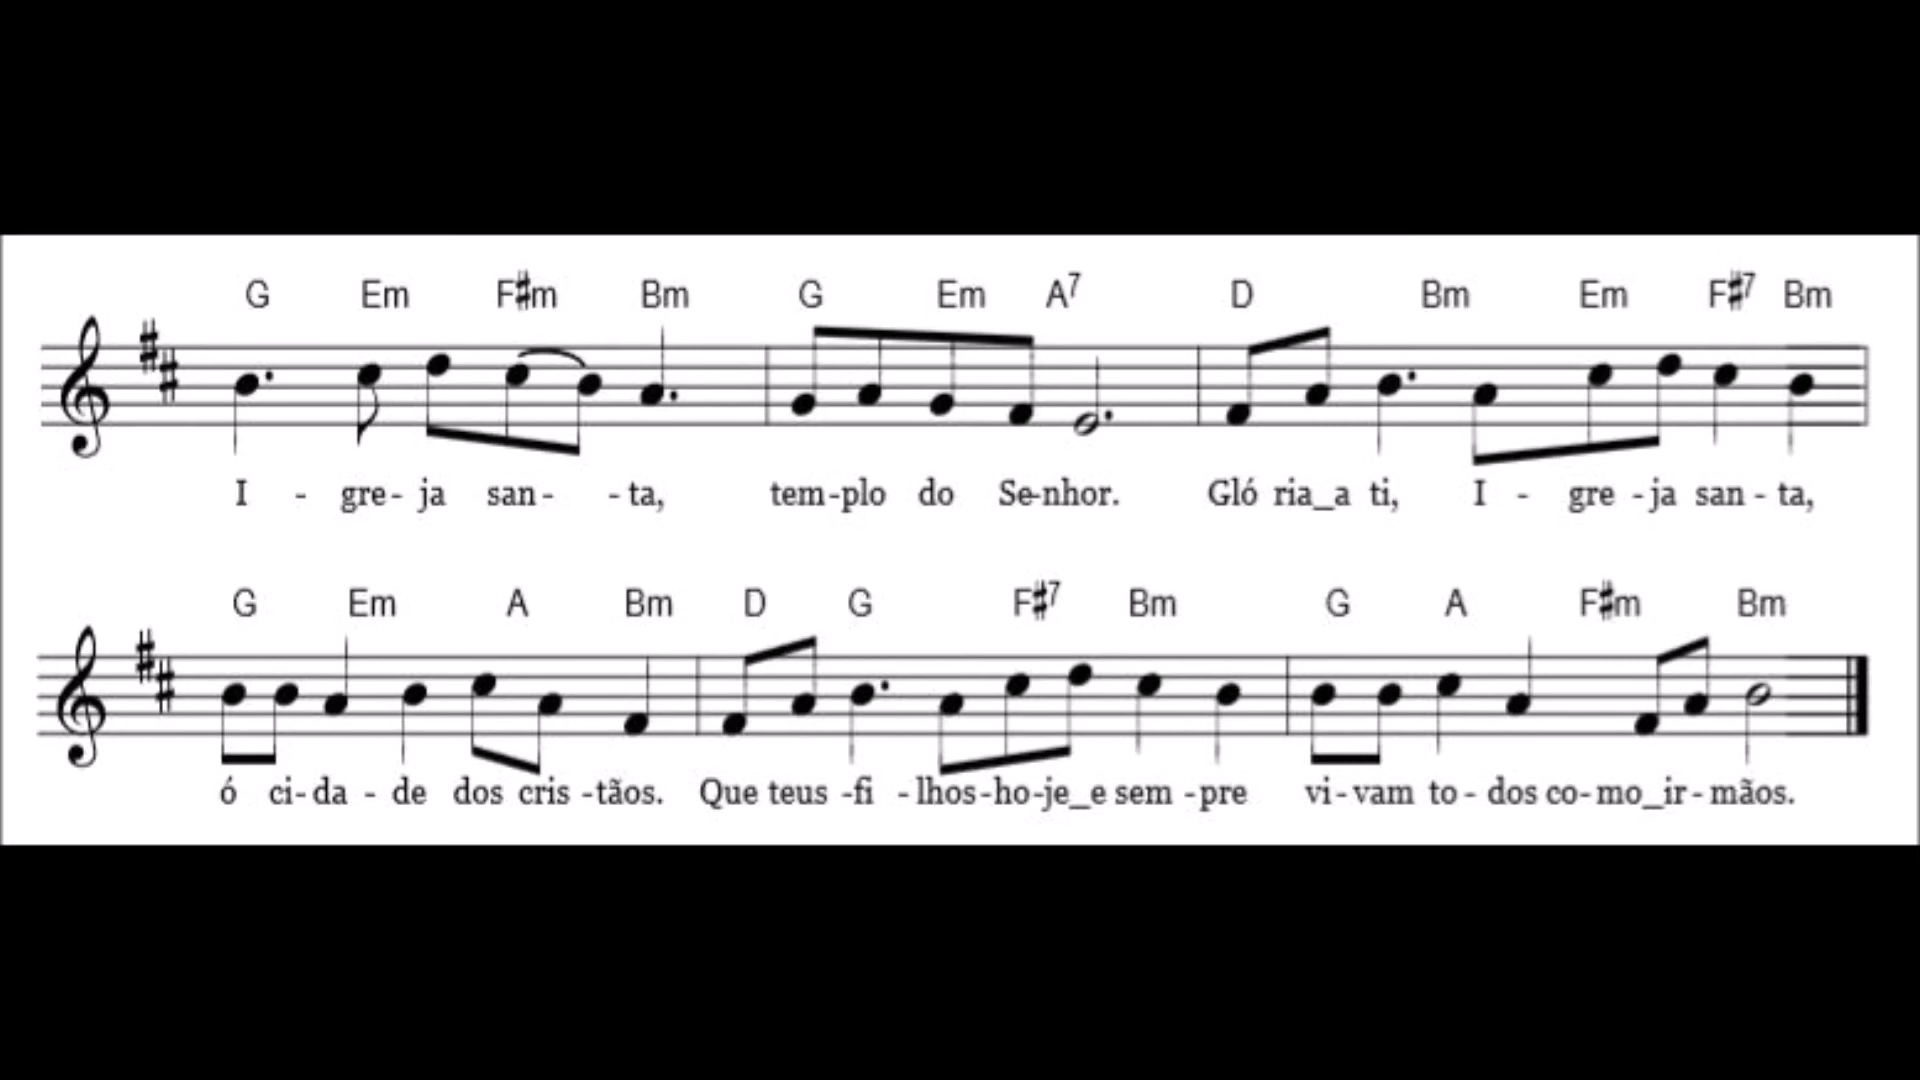 G Em F#m Bm G Em A7 D Bm Em F#7 Bm
I - gre- ja san- - ta, tem-plo do Se-nhor. Gló ria_a ti, I - gre -ja san - ta,
G Em A Bm D G F#7 Bm G A F#m Bm
ó ci- da - de dos cris -tãos. Que teus -fi - lhos-ho-je_e sem -pre vi-vam to- dos co-mo_ir-mãos.